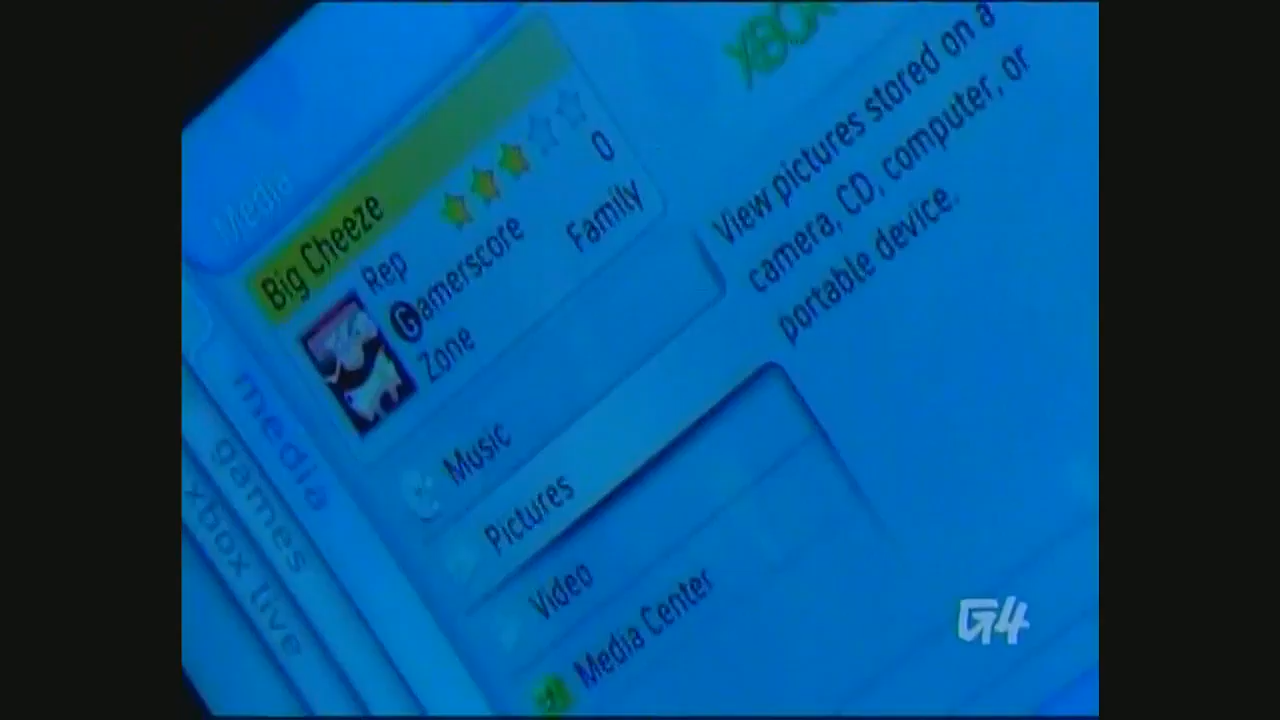 XBOX
Media
Big Cheeze
Rep
Gamerscore 0
Zone Family
View pictures stored on a
camera, CD, computer, or
portable device.
Music
Pictures
Video
Media Center
media
games
xbox live
G4